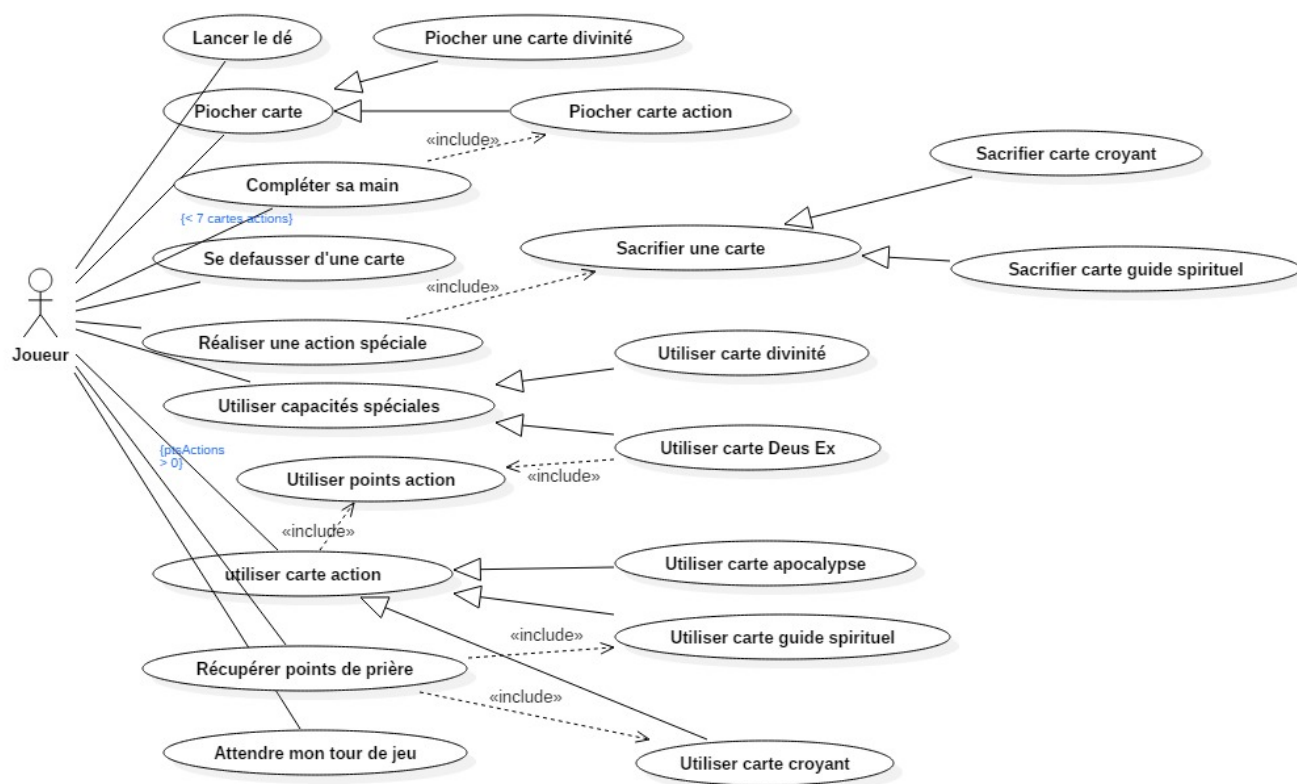 Lancer le dé
Piocher une carte divinité
Piocher carte
Piocher carte action
«include»
Sacrifier carte croyant
Compléter sa main
{< 7 cartes actions}
Sacrifier une carte
Se defausser d'une carte
Sacrifier carte guide spirituel
«include»
Joueur
Réaliser une action spéciale
Utiliser carte divinité
Utiliser capacités spéciales
Utiliser carte Deus Ex
{ptsActions
> 0}
Utiliser points action
«include»
«include»
Utiliser carte apocalypse
utiliser carte action
«include»
Utiliser carte guide spirituel
Récupérer points de prière
«include»
Attendre mon tour de jeu
Utiliser carte croyant